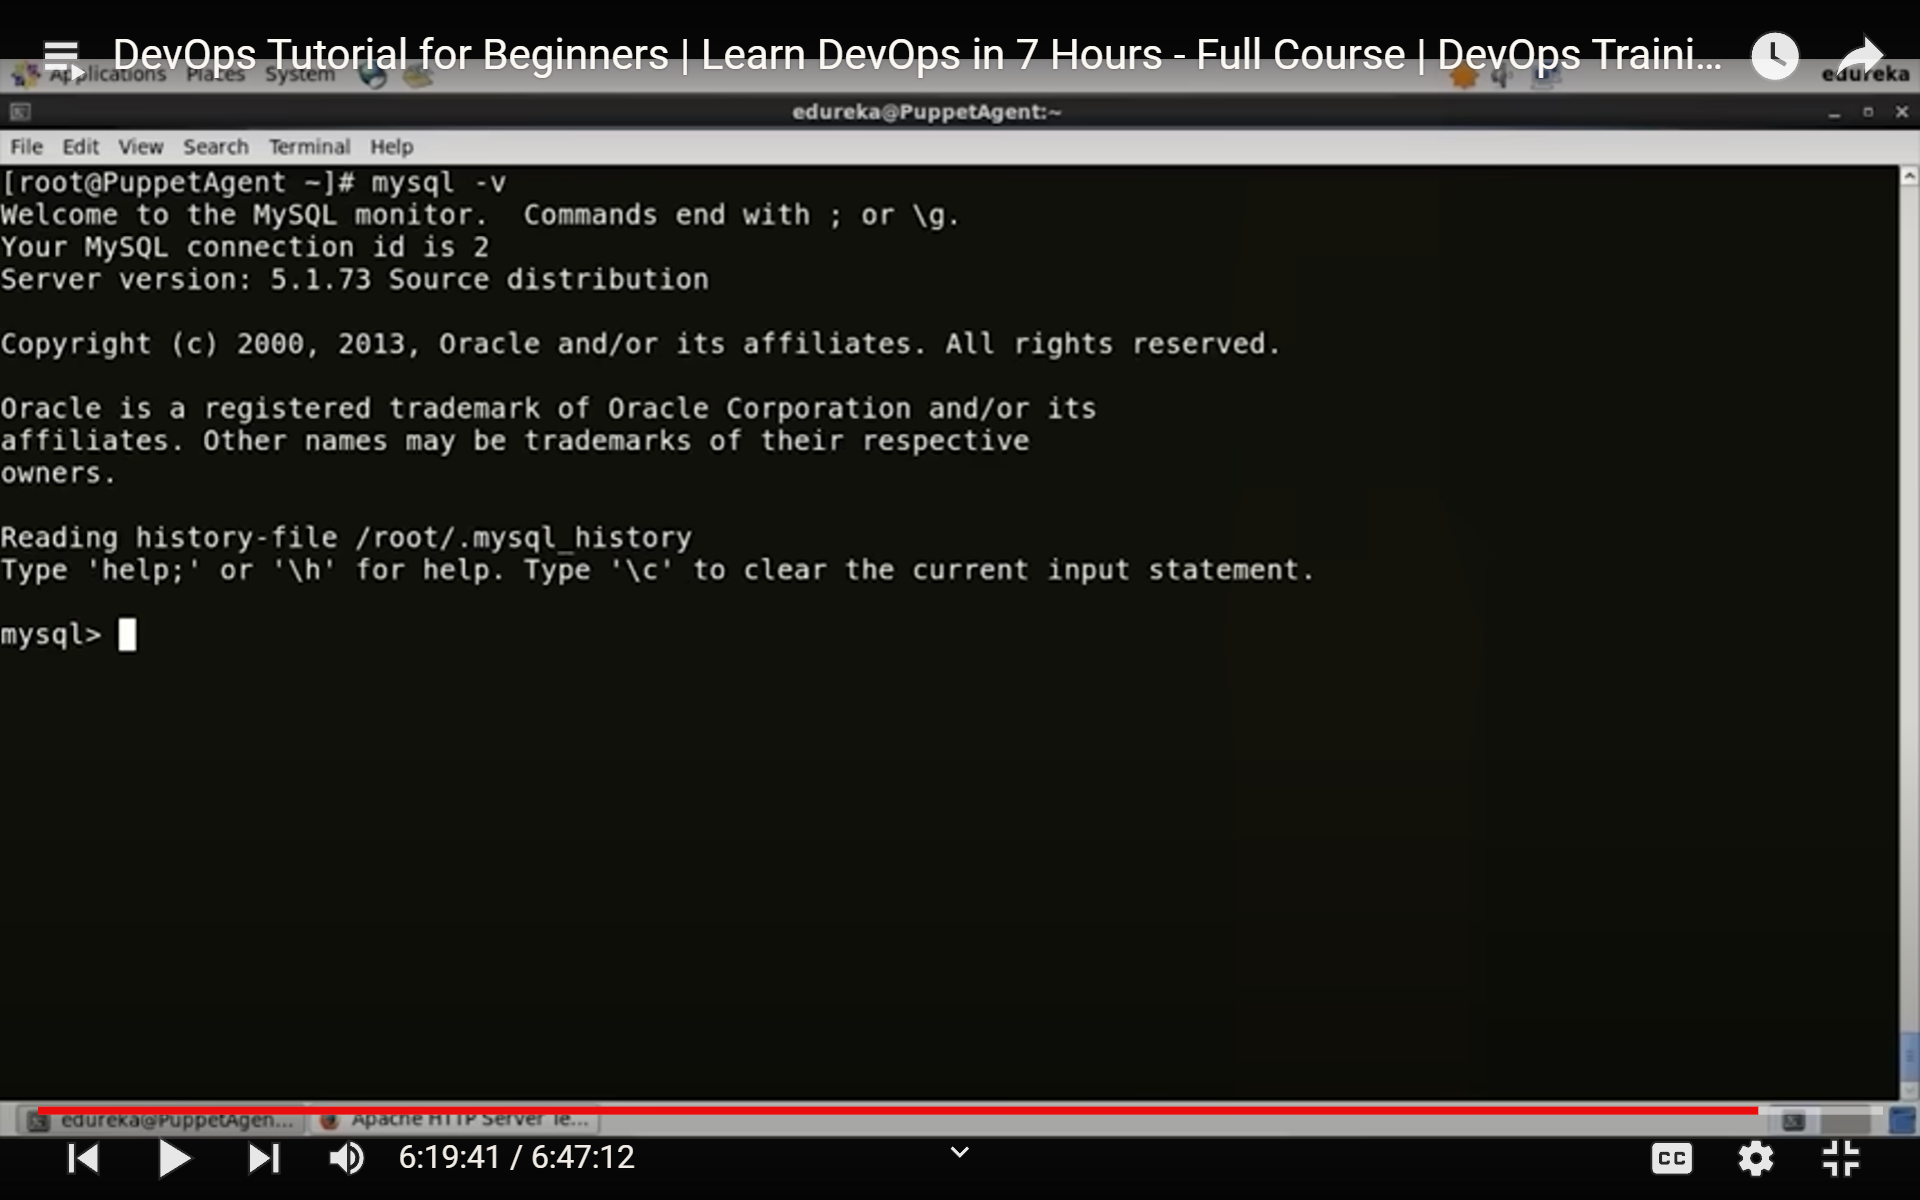 DevOps Tutorial for Beginners | Learn DevOps in 7 Hours - Full Course | DevOps Traini...
Applications Places System edureka
edureka@PuppetAgent:~
File Edit View Search Terminal Help
[root@PuppetAgent ~]# mysql -v
Welcome to the MySQL monitor.  Commands end with ; or \g.
Your MySQL connection id is 2
Server version: 5.1.73 Source distribution
Copyright (c) 2000, 2013, Oracle and/or its affiliates. All rights reserved.
Oracle is a registered trademark of Oracle Corporation and/or its
affiliates. Other names may be trademarks of their respective
owners.
Reading history-file /root/.mysql_history
Type 'help;' or '\h' for help. Type '\c' to clear the current input statement.
mysql>
edureka@PuppetAgen... Apache HTTP Server Te...
6:19:41 / 6:47:12 CC